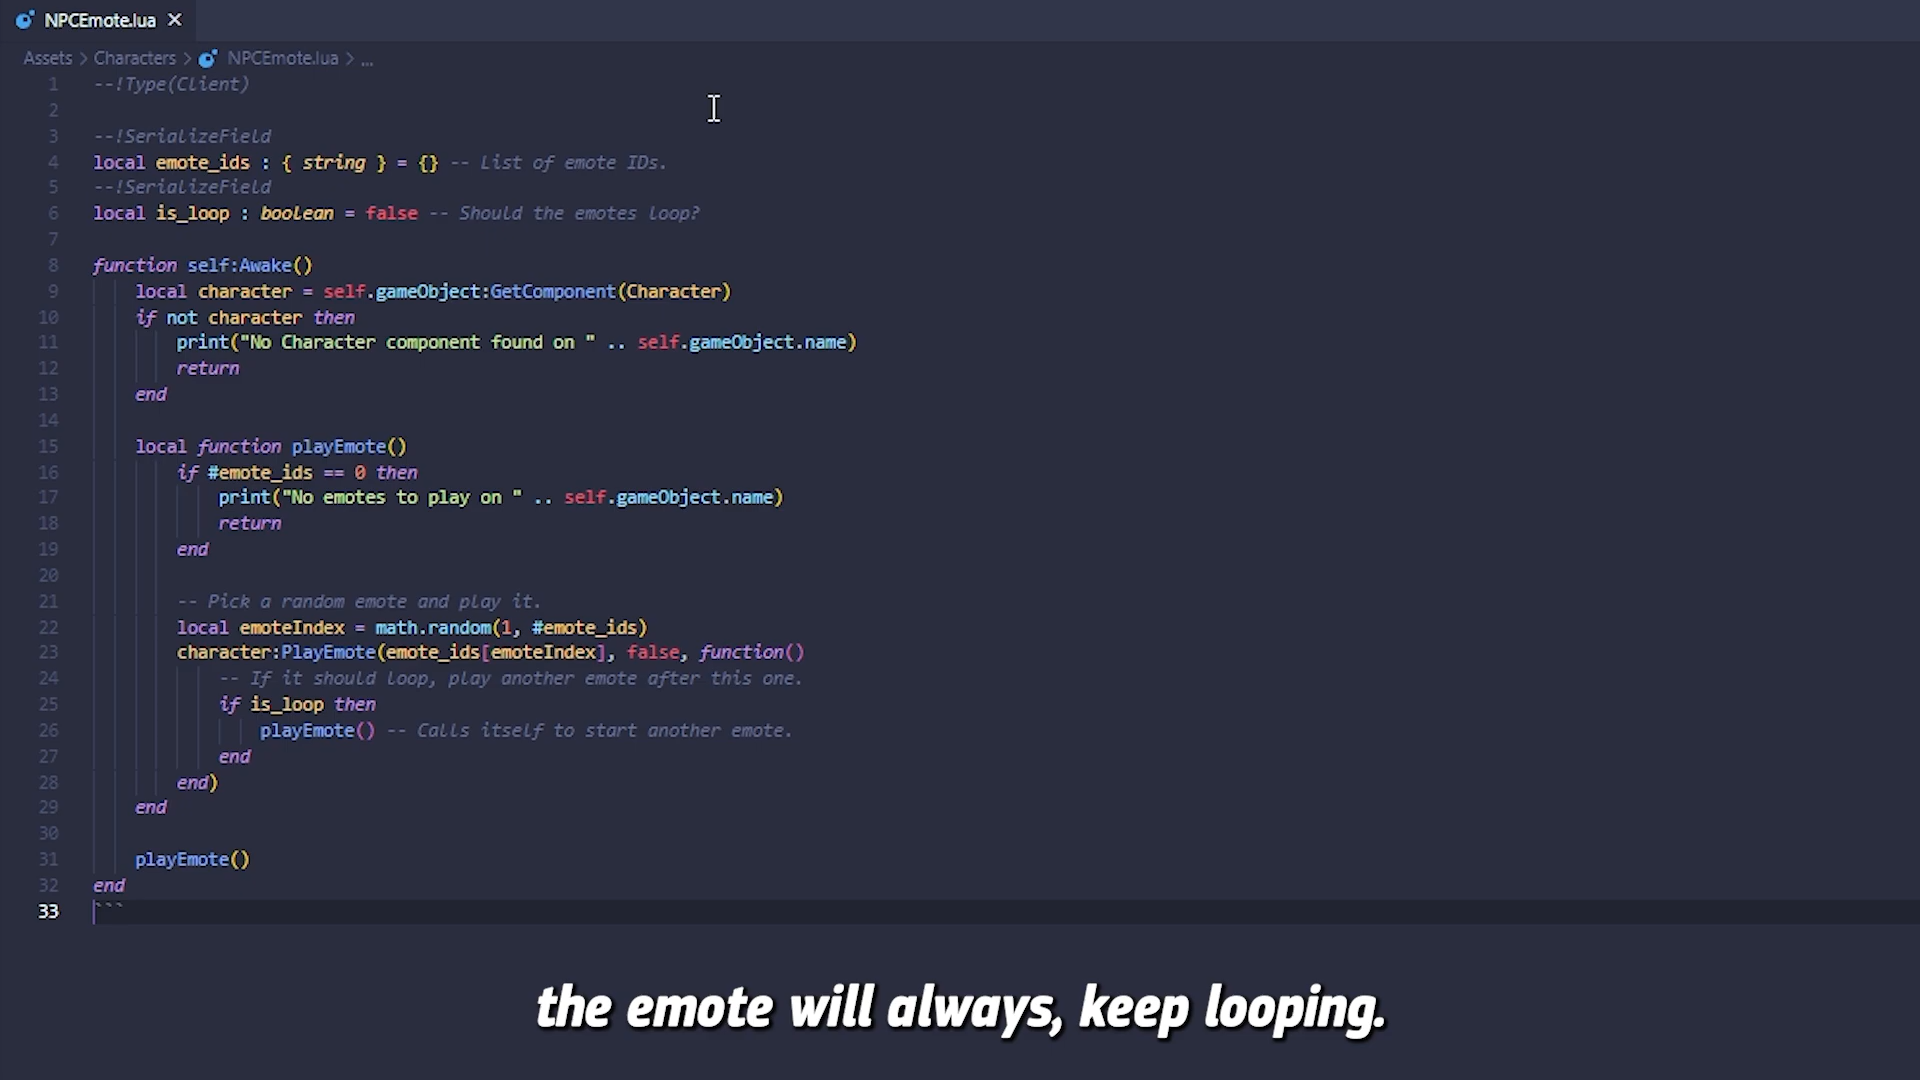 NPCEmote.lua
Assets > Characters > NPCEmote.lua > ...
1 --!Type(Client)
2
3 --!SerializeField
4 local emote_ids : { string } = {} -- List of emote IDs.
5 --!SerializeField
6 local is_loop : boolean = false -- Should the emotes loop?
7
8 function self:Awake()
9 local character = self.gameObject:GetComponent(Character)
10 if not character then
11 print("No Character component found on " .. self.gameObject.name)
12 return
13 end
14
15 local function playEmote()
16 if #emote_ids == 0 then
17 print("No emotes to play on " .. self.gameObject.name)
18 return
19 end
20
21 -- Pick a random emote and play it.
22 local emoteIndex = math.random(1, #emote_ids)
23 character:PlayEmote(emote_ids[emoteIndex], false, function()
24 -- If it should loop, play another emote after this one.
25 if is_loop then
26 playEmote() -- Calls itself to start another emote.
27 end
28 end)
29 end
30
31 playEmote()
32 end
33 ```
the emote will always, keep looping.